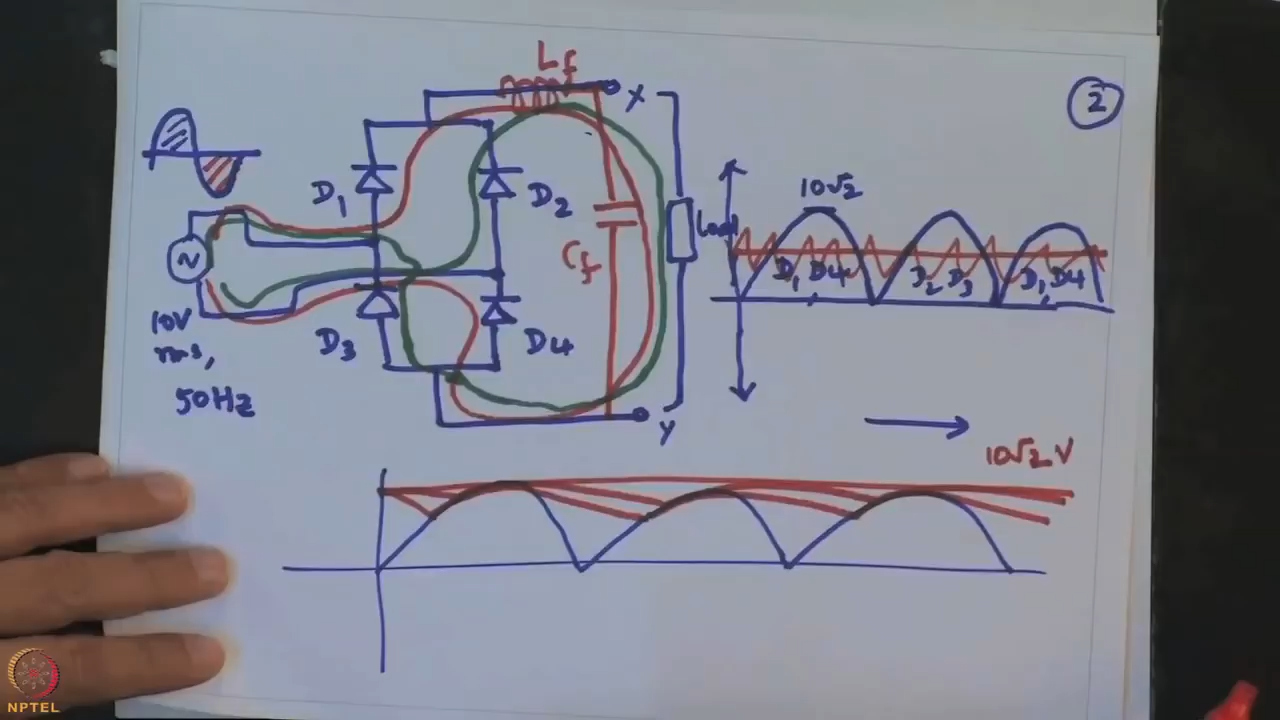 Lf
X
2
D1
D2
10√2
Load
Cf
D1, D4
D2 D3
D1, D4
10V
rms,
50Hz
D3
D4
Y
10√2 V
NPTEL